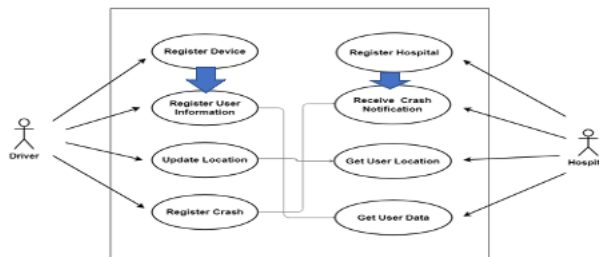 Register Device
Register Hospital
Register User
Information
Receive Crash
Notification
Driver
Update Location
Get User Location
Hospit
Register Crash
Get User Data